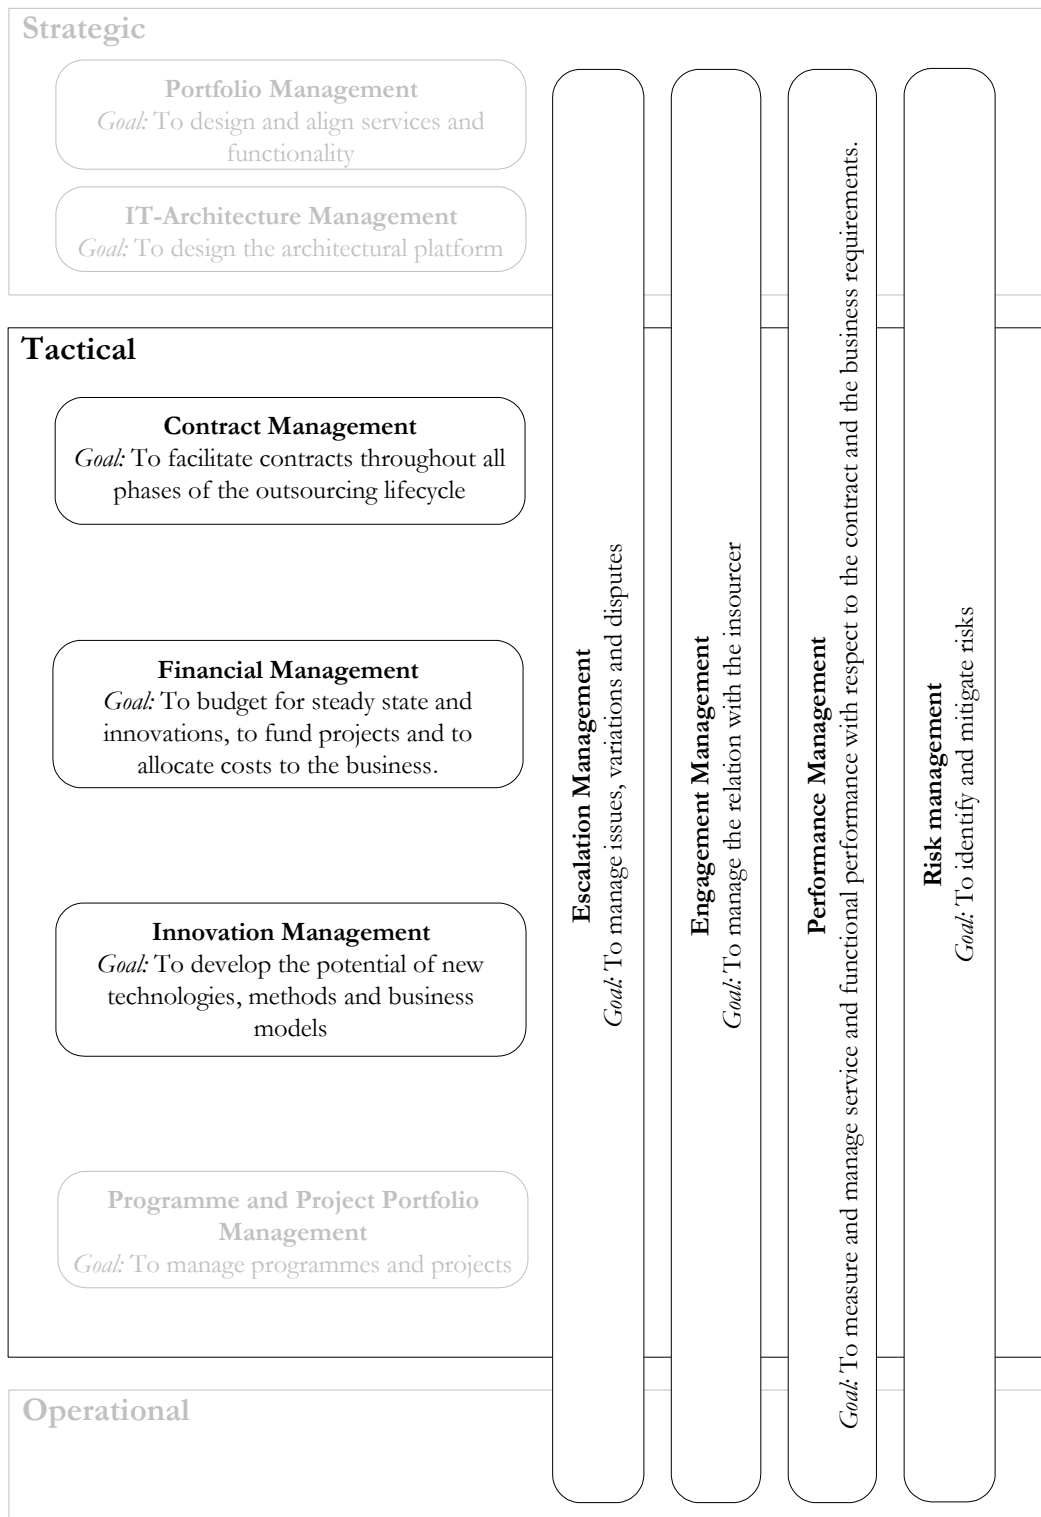 Strategic
Portfolio Management
Goal: To design and align services and
functionality
IT-Architecture Management
Goal: To design the architectural platform
Tactical
Contract Management
Goal: To facilitate contracts throughout all
phases of the outsourcing lifecycle
Financial Management
Goal: To budget for steady state and
innovations, to fund projects and to
allocate costs to the business.
Innovation Management
Goal: To develop the potential of new
technologies, methods and business
models
Programme and Project Portfolio
Management
Goal: To manage programmes and projects
Operational
Escalation Management
Goal: To manage issues, variations and disputes
Engagement Management
Goal: To manage the relation with the insourcer
Performance Management
Goal: To measure and manage service and functional performance with respect to the contract and the business requirements.
Risk management
Goal: To identify and mitigate risks